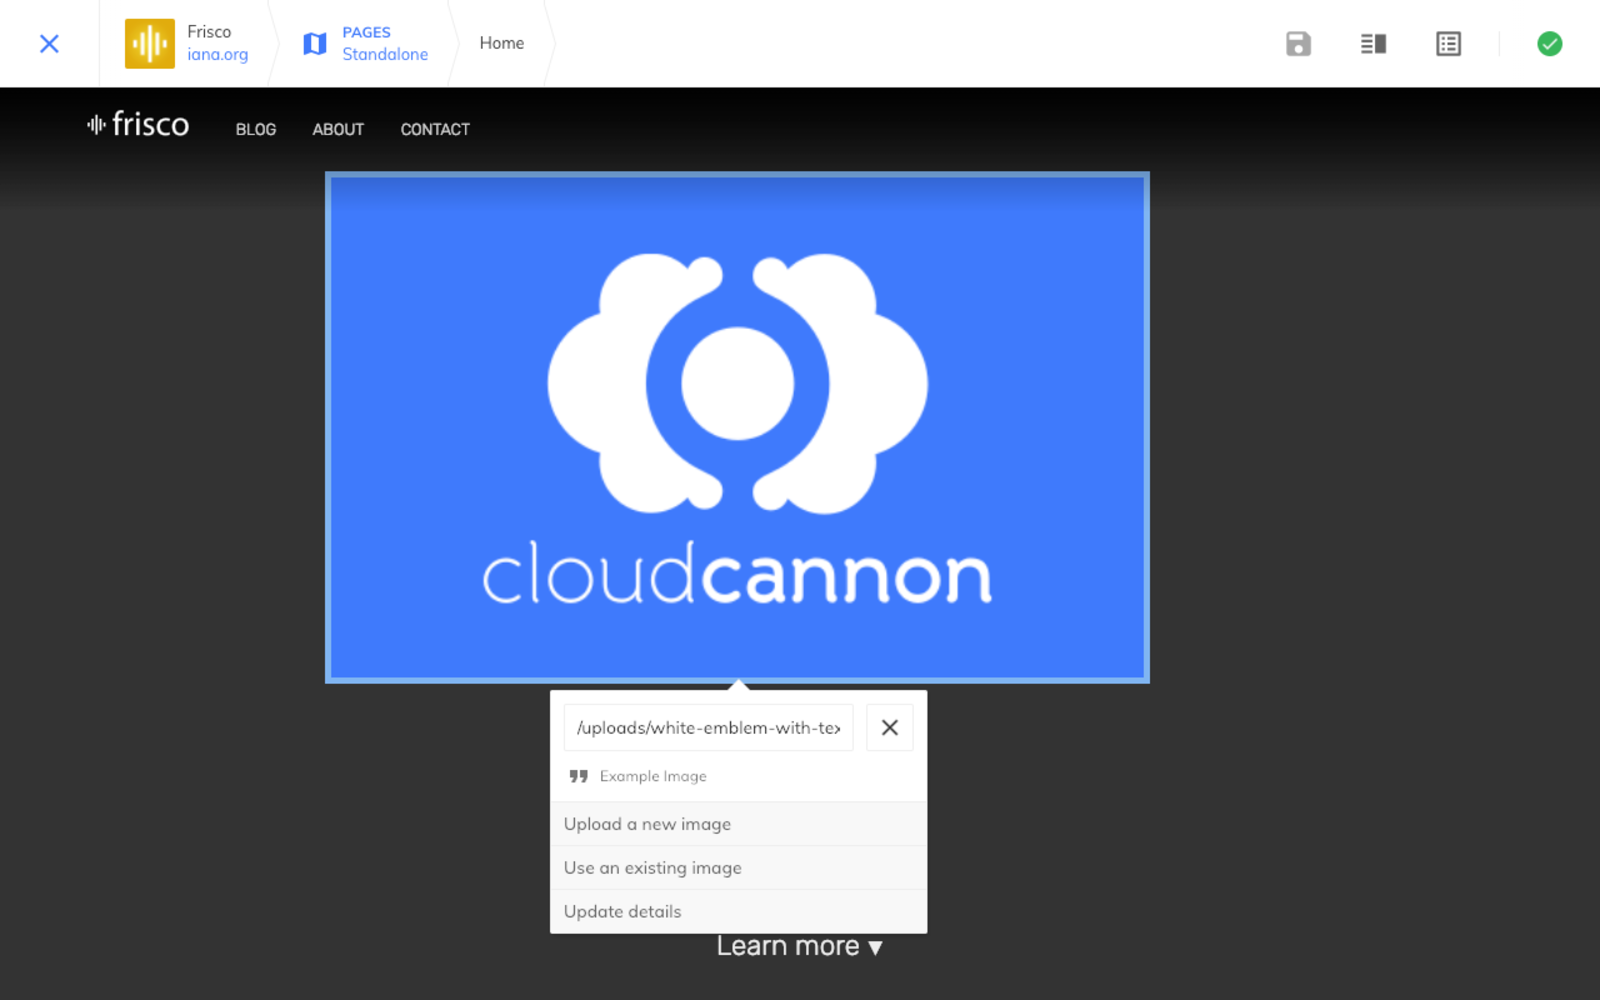 Frisco
iana.org
PAGES
Standalone
Home
frisco
BLOG
ABOUT
CONTACT
cloudcannon
/uploads/white-emblem-with-tex
Example Image
Upload a new image
Use an existing image
Update details
Learn more ▾